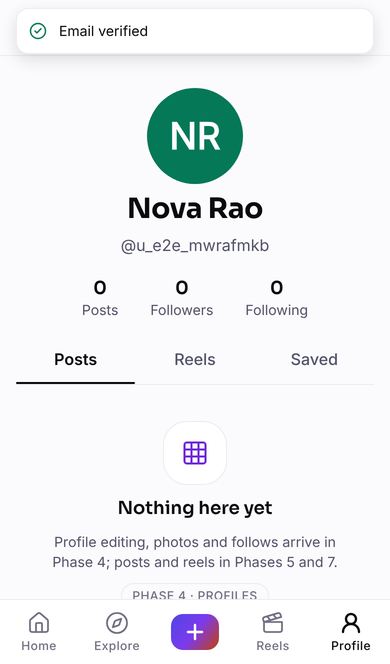 Email verified
NR
Nova Rao
@u_e2e_mwrafmkb
0 0 0
Posts Followers Following
Posts Reels Saved
Nothing here yet
Profile editing, photos and follows arrive in
Phase 4; posts and reels in Phases 5 and 7.
PHASE 4 · PROFILES
Home Explore Reels Profile